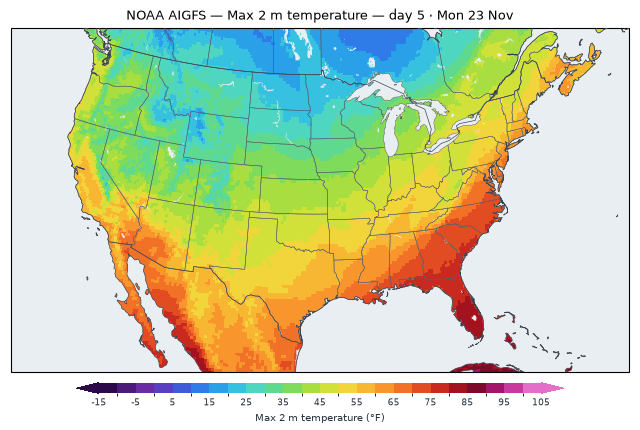 NOAA AIGFS — Max 2 m temperature — day 5 · Mon 23 Nov
-15 -5 5 15 25 35 45 55 65 75 85 95 105
Max 2 m temperature (°F)